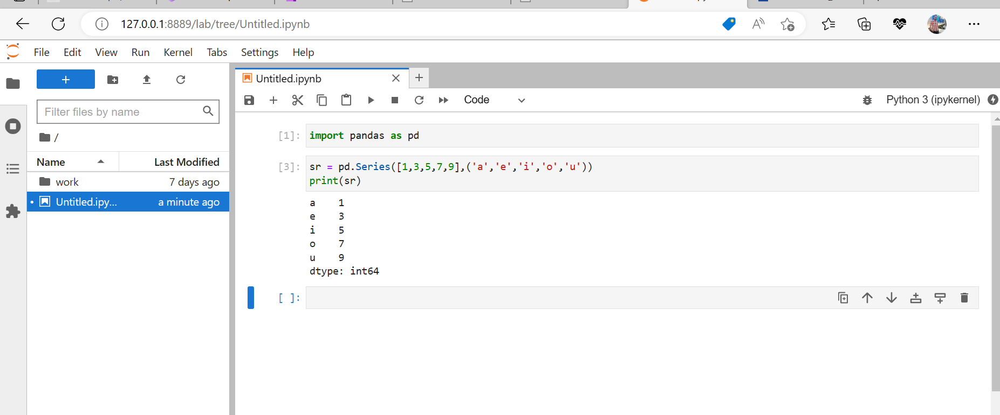 127.0.0.1:8889/lab/tree/Untitled.ipynb
File Edit View Run Kernel Tabs Settings Help
Filter files by name
/
Name Last Modified
work 7 days ago
Untitled.ipy... a minute ago
Untitled.ipynb
Code Python 3 (ipykernel)
[1]: import pandas as pd
[3]: sr = pd.Series([1,3,5,7,9],('a','e','i','o','u'))
print(sr)
a 1
e 3
i 5
o 7
u 9
dtype: int64
[ ]: